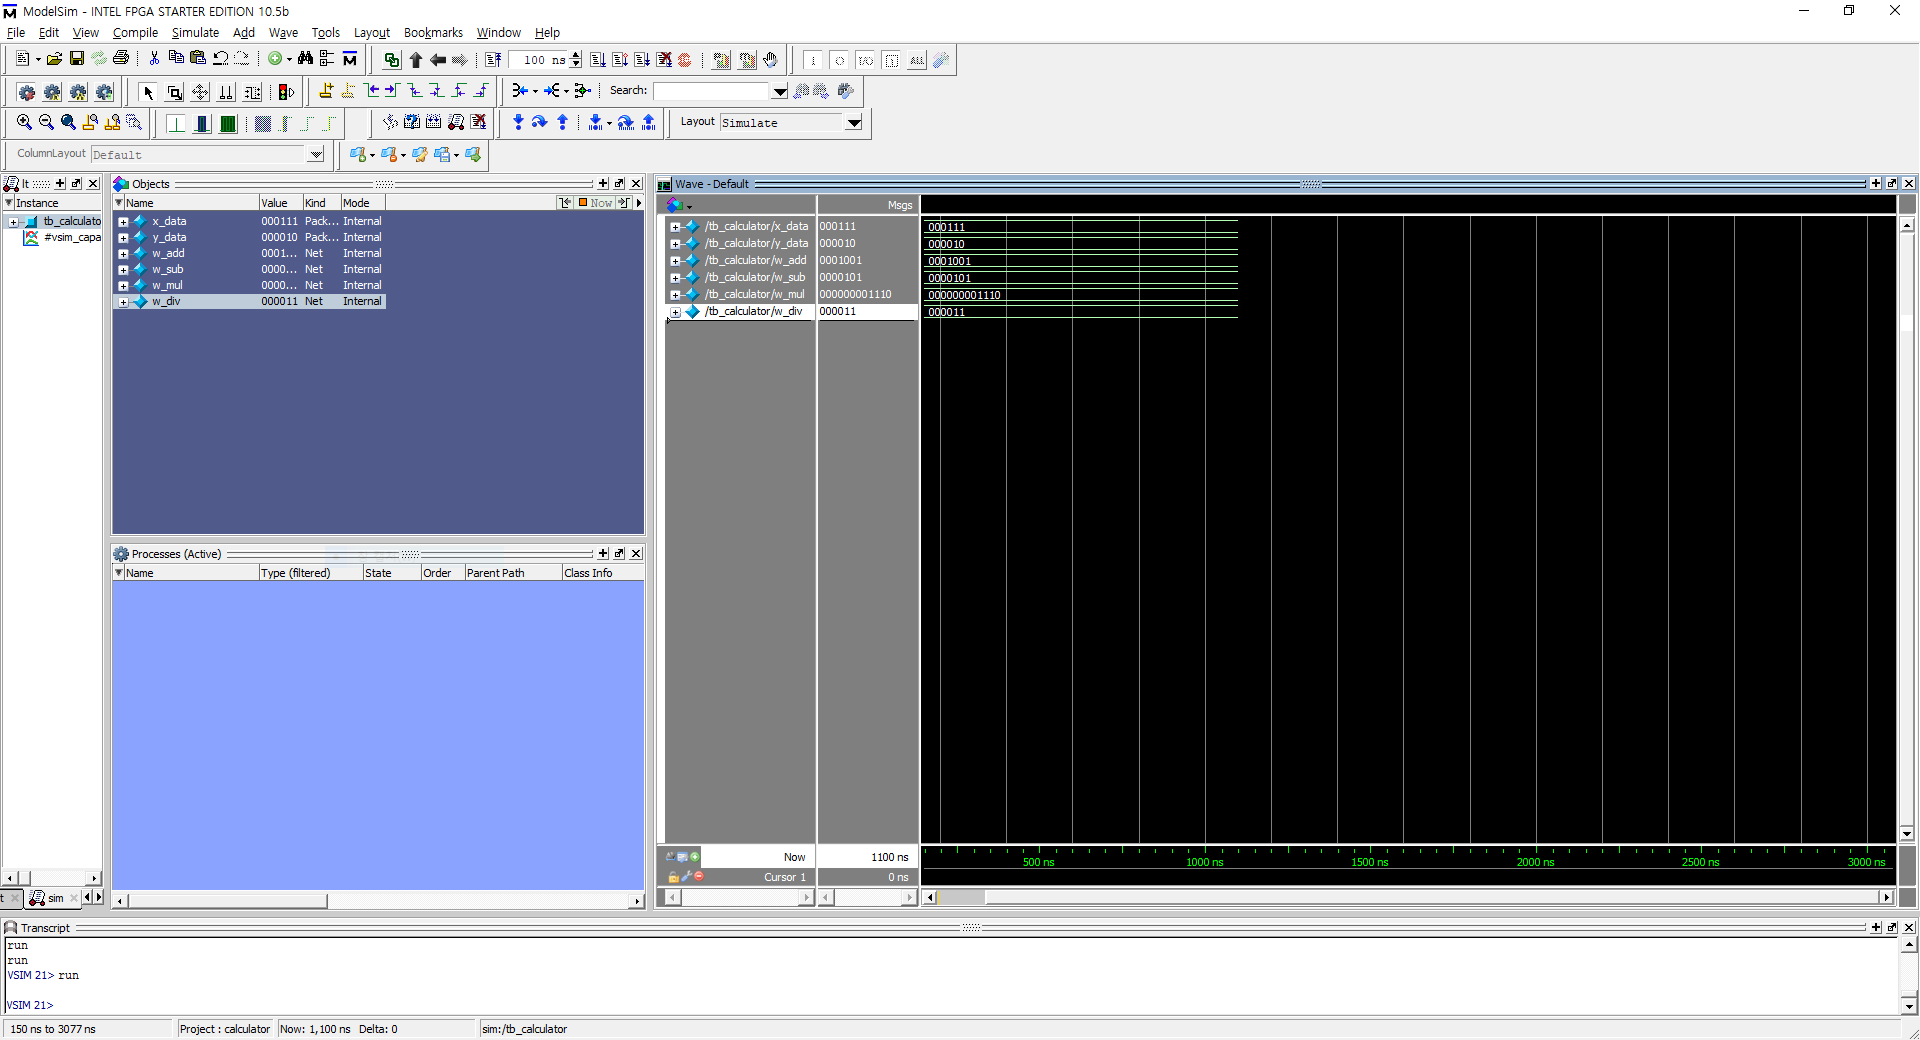 ModelSim - INTEL FPGA STARTER EDITION 10.5b
File Edit View Compile Simulate Add Wave Tools Layout Bookmarks Window Help
100 ns
ALL
Search:
Layout Simulate
ColumnLayout Default
It
Instance
tb_calculato
#vsim_capa
sim
Objects
Name Value Kind Mode Now
x_data 000111 Pack... Internal
y_data 000010 Pack... Internal
w_add 0001... Net Internal
w_sub 0000... Net Internal
w_mul 0000... Net Internal
w_div 000011 Net Internal
Processes (Active)
Name Type (filtered) State Order Parent Path Class Info
Wave - Default
Msgs
/tb_calculator/x_data 000111 000111
/tb_calculator/y_data 000010 000010
/tb_calculator/w_add 0001001 0001001
/tb_calculator/w_sub 0000101 0000101
/tb_calculator/w_mul 000000001110 000000001110
/tb_calculator/w_div 000011 000011
Now 1100 ns 500 ns 1000 ns 1500 ns 2000 ns 2500 ns 3000 ns
Cursor 1 0 ns
Transcript
run
run
VSIM 21> run
VSIM 21>
150 ns to 3077 ns Project : calculator Now: 1,100 ns Delta: 0 sim:/tb_calculator